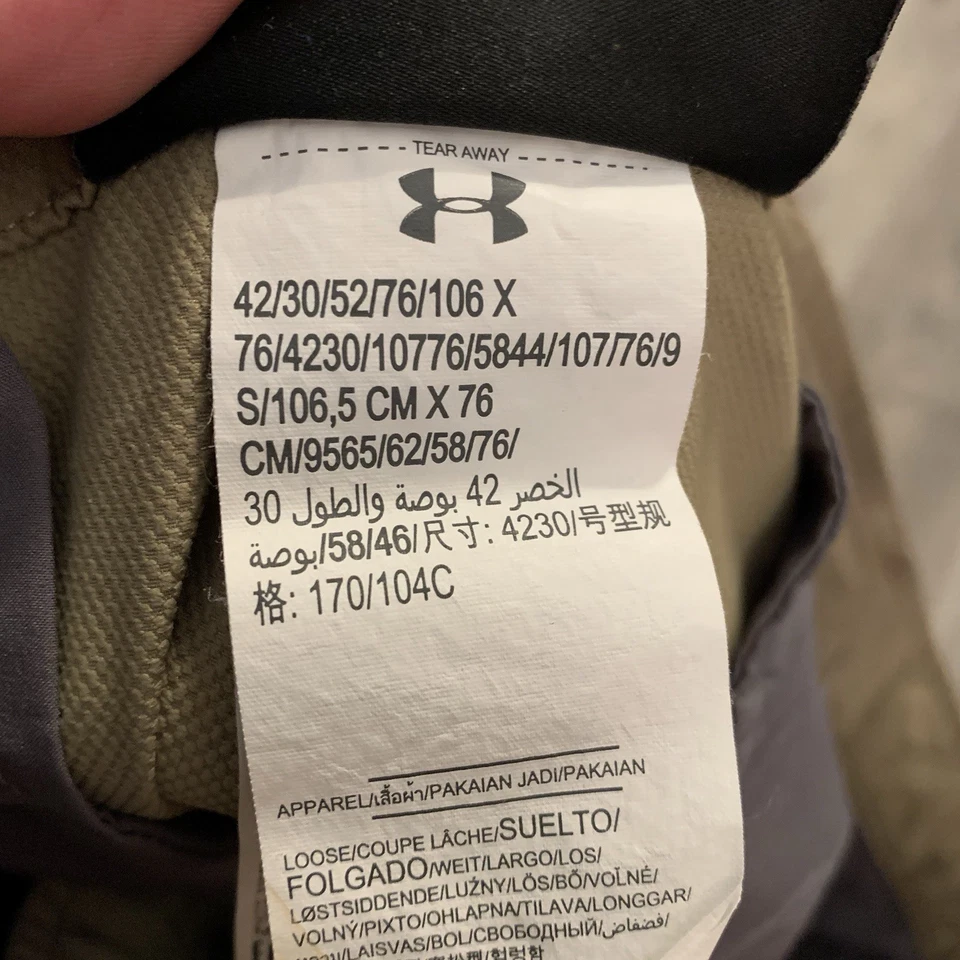 TEAR AWAY
42/30/52/76/106 X
76/4230/10776/5844/107/76/9
S/106,5 CM X 76
CM/9565/62/58/76/
الخصر 42 بوصة والطول 30
بوصة/58/46/尺寸: 4230/号型规
格: 170/104C
APPAREL/เสื้อผ้า/PAKAIAN JADI/PAKAIAN
LOOSE/COUPE LÂCHE/SUELTO/
FOLGADO/WEIT/LARGO/LOS/
LØSTSIDDENDE/LUŹNY/LÖS/BŐ/VOĽNÉ/
VOLNÝ/PIXTO/OHLAPNA/TILAVA/LONGGAR/
/LAISVAS/BOL/СВОБОДНЫЙ/فضفاض/
헐렁함